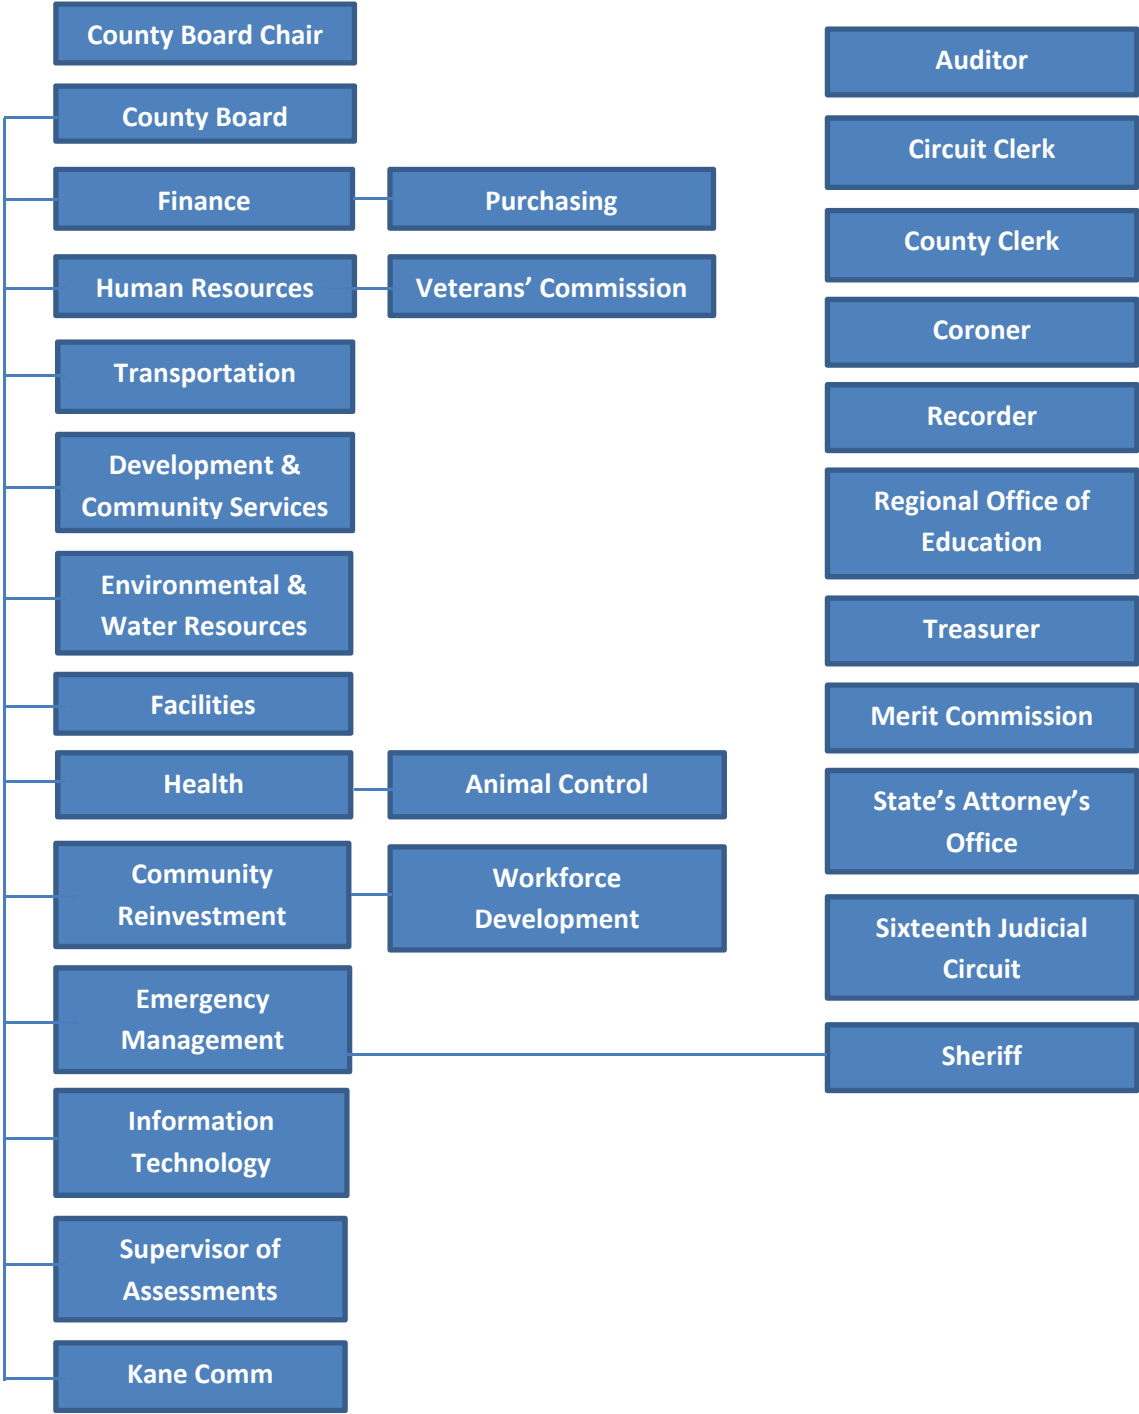 County Board Chair
County Board
Finance
Purchasing
Human Resources
Veterans’ Commission
Transportation
Development &
Community Services
Environmental &
Water Resources
Facilities
Health
Animal Control
Community
Reinvestment
Workforce
Development
Emergency
Management
Information
Technology
Supervisor of
Assessments
Kane Comm
Auditor
Circuit Clerk
County Clerk
Coroner
Recorder
Regional Office of
Education
Treasurer
Merit Commission
State’s Attorney’s
Office
Sixteenth Judicial
Circuit
Sheriff